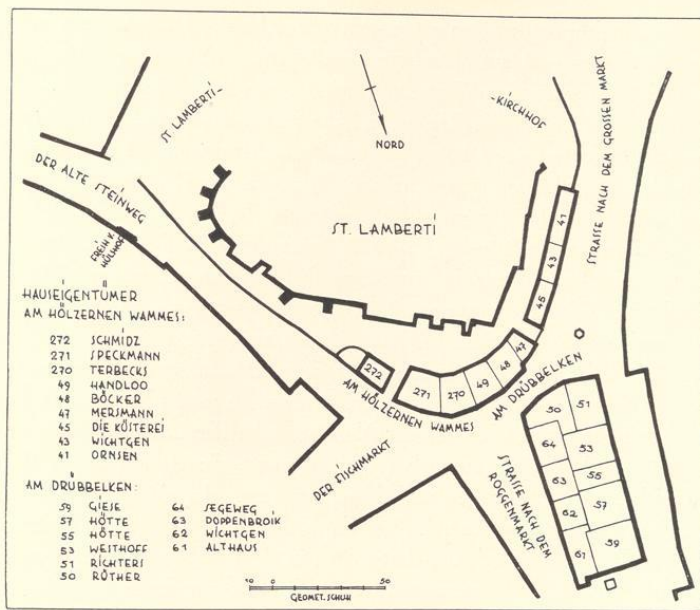 ST. LAMBERTI-
-KIRCHHOF
NORD
STRASSE NACH DEM GROSSEN MARKT
DER ALTE STEINWEG
ST. LAMBERTI
FREIH. V.
HÜLSHOF
41
43
45
47
48
49
270
271
272
AM HÖLZERNEN WAMMES
AM DRÜBBELKEN
DER FISCHMARKT
STRASSE NACH DEM
ROGGENMARKT
50
51
64
53
63
55
62
57
61
59
HAUSEIGENTÜMER
AM HÖLZERNEN WAMMES:
272 SCHMIDZ
271 SPECKMANN
270 TERBECKS
49 HANDLOO
48 BÖCKER
47 MERSMANN
45 DIE KÜSTEREI
43 WICHTGEN
41 ORNSEN
AM DRÜBBELKEN:
59 GIESE
57 HÖTTE
55 HÖTTE
53 WESTHOFF
51 RICHTERS
50 RÜTHER
64 SEGEWEG
63 DOPPENBROIK
62 WICHTGEN
61 ALTHAUS
10 0 50
GEOMET. SCHUH